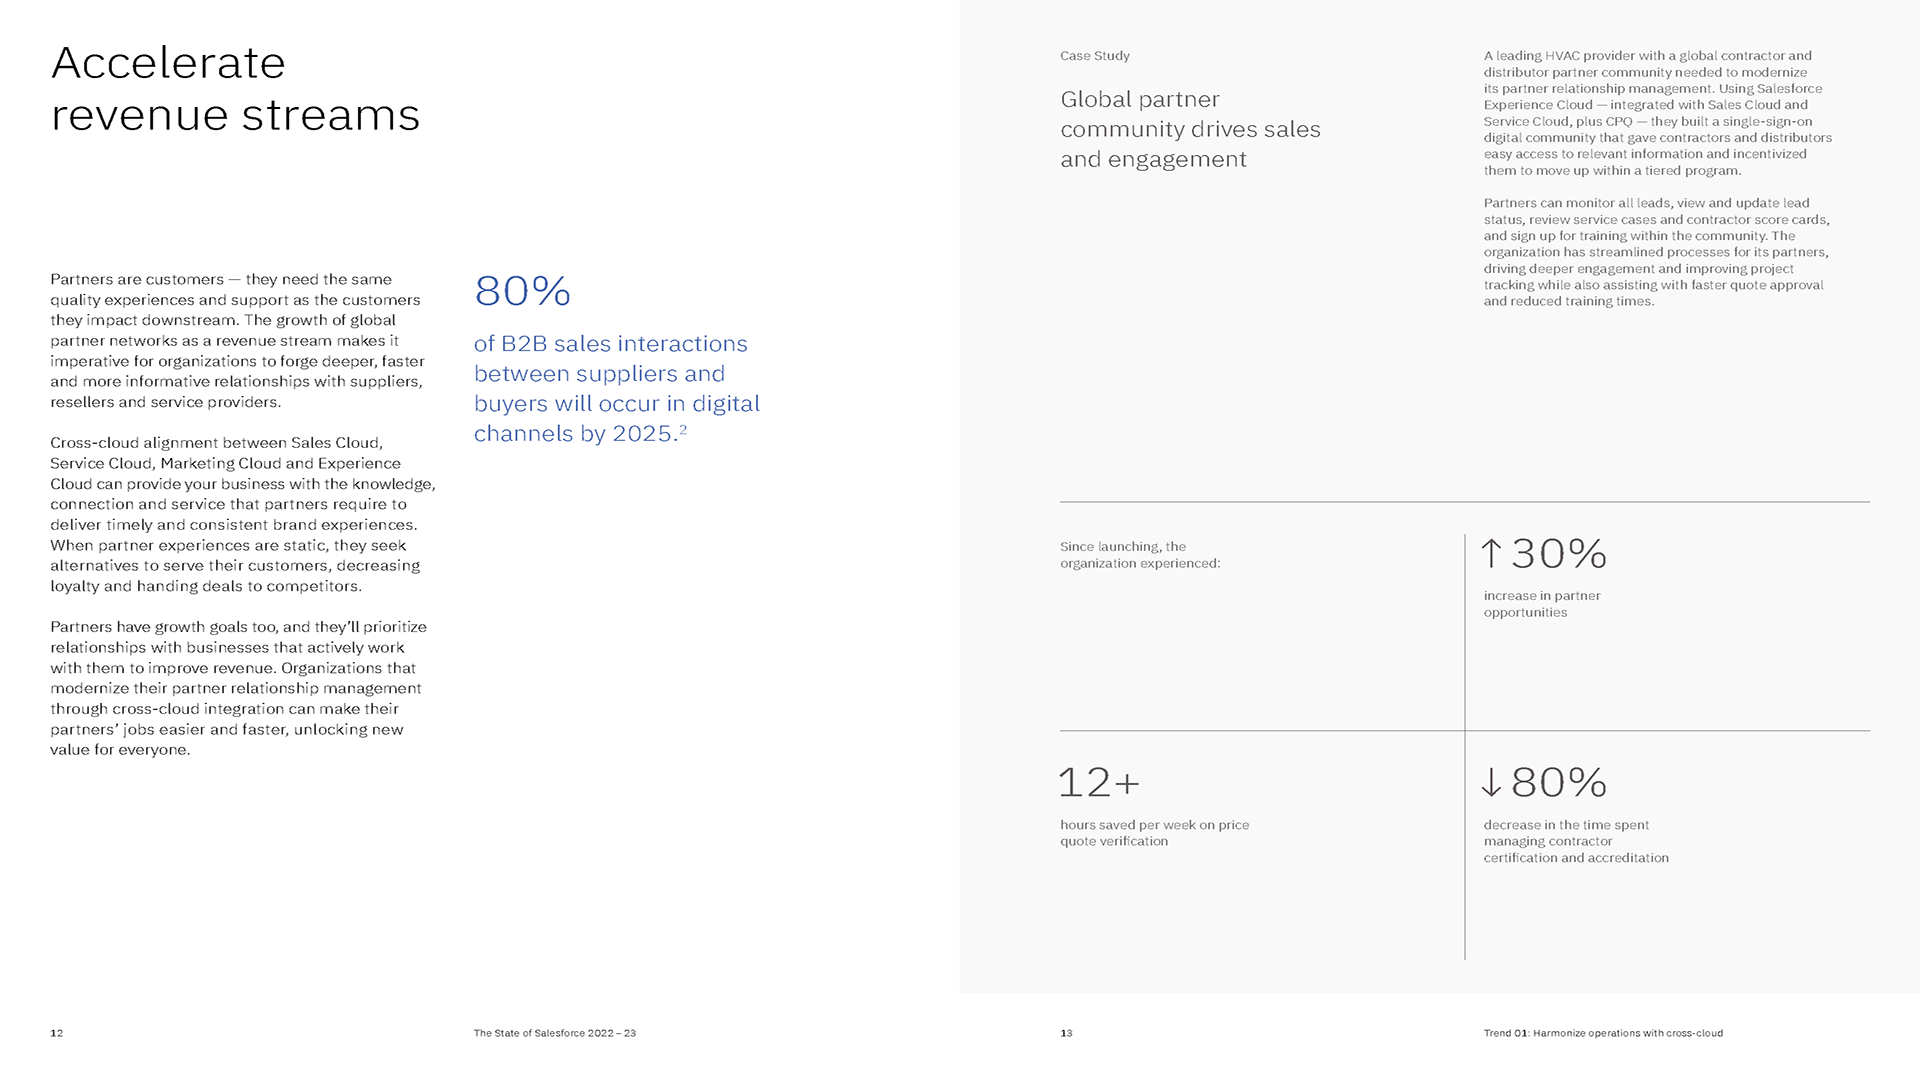 Accelerate
revenue streams
Partners are customers — they need the same
quality experiences and support as the customers
they impact downstream. The growth of global
partner networks as a revenue stream makes it
imperative for organizations to forge deeper, faster
and more informative relationships with suppliers,
resellers and service providers.
Cross-cloud alignment between Sales Cloud,
Service Cloud, Marketing Cloud and Experience
Cloud can provide your business with the knowledge,
connection and service that partners require to
deliver timely and consistent brand experiences.
When partner experiences are static, they seek
alternatives to serve their customers, decreasing
loyalty and handing deals to competitors.
Partners have growth goals too, and they’ll prioritize
relationships with businesses that actively work
with them to improve revenue. Organizations that
modernize their partner relationship management
through cross-cloud integration can make their
partners’ jobs easier and faster, unlocking new
value for everyone.
80%
of B2B sales interactions
between suppliers and
buyers will occur in digital
channels by 2025.²
12
The State of Salesforce 2022 – 23
Case Study
Global partner
community drives sales
and engagement
A leading HVAC provider with a global contractor and
distributor partner community needed to modernize
its partner relationship management. Using Salesforce
Experience Cloud — integrated with Sales Cloud and
Service Cloud, plus CPQ — they built a single-sign-on
digital community that gave contractors and distributors
easy access to relevant information and incentivized
them to move up within a tiered program.
Partners can monitor all leads, view and update lead
status, review service cases and contractor score cards,
and sign up for training within the community. The
organization has streamlined processes for its partners,
driving deeper engagement and improving project
tracking while also assisting with faster quote approval
and reduced training times.
Since launching, the
organization experienced:
↑30%
increase in partner
opportunities
12+
hours saved per week on price
quote verification
↓80%
decrease in the time spent
managing contractor
certification and accreditation
13
Trend 01: Harmonize operations with cross-cloud